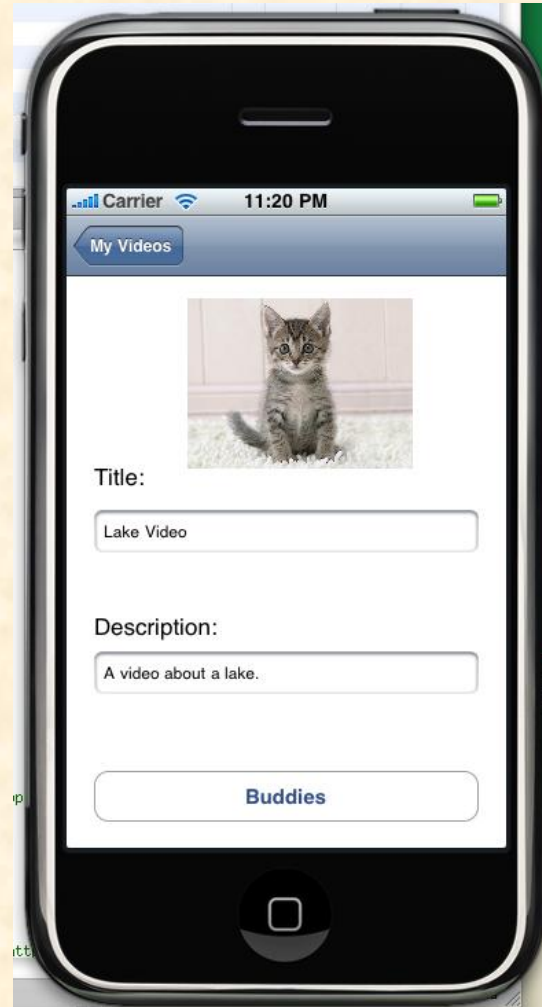 Carrier 11:20 PM
My Videos
Title:
Lake Video
Description:
A video about a lake.
Buddies